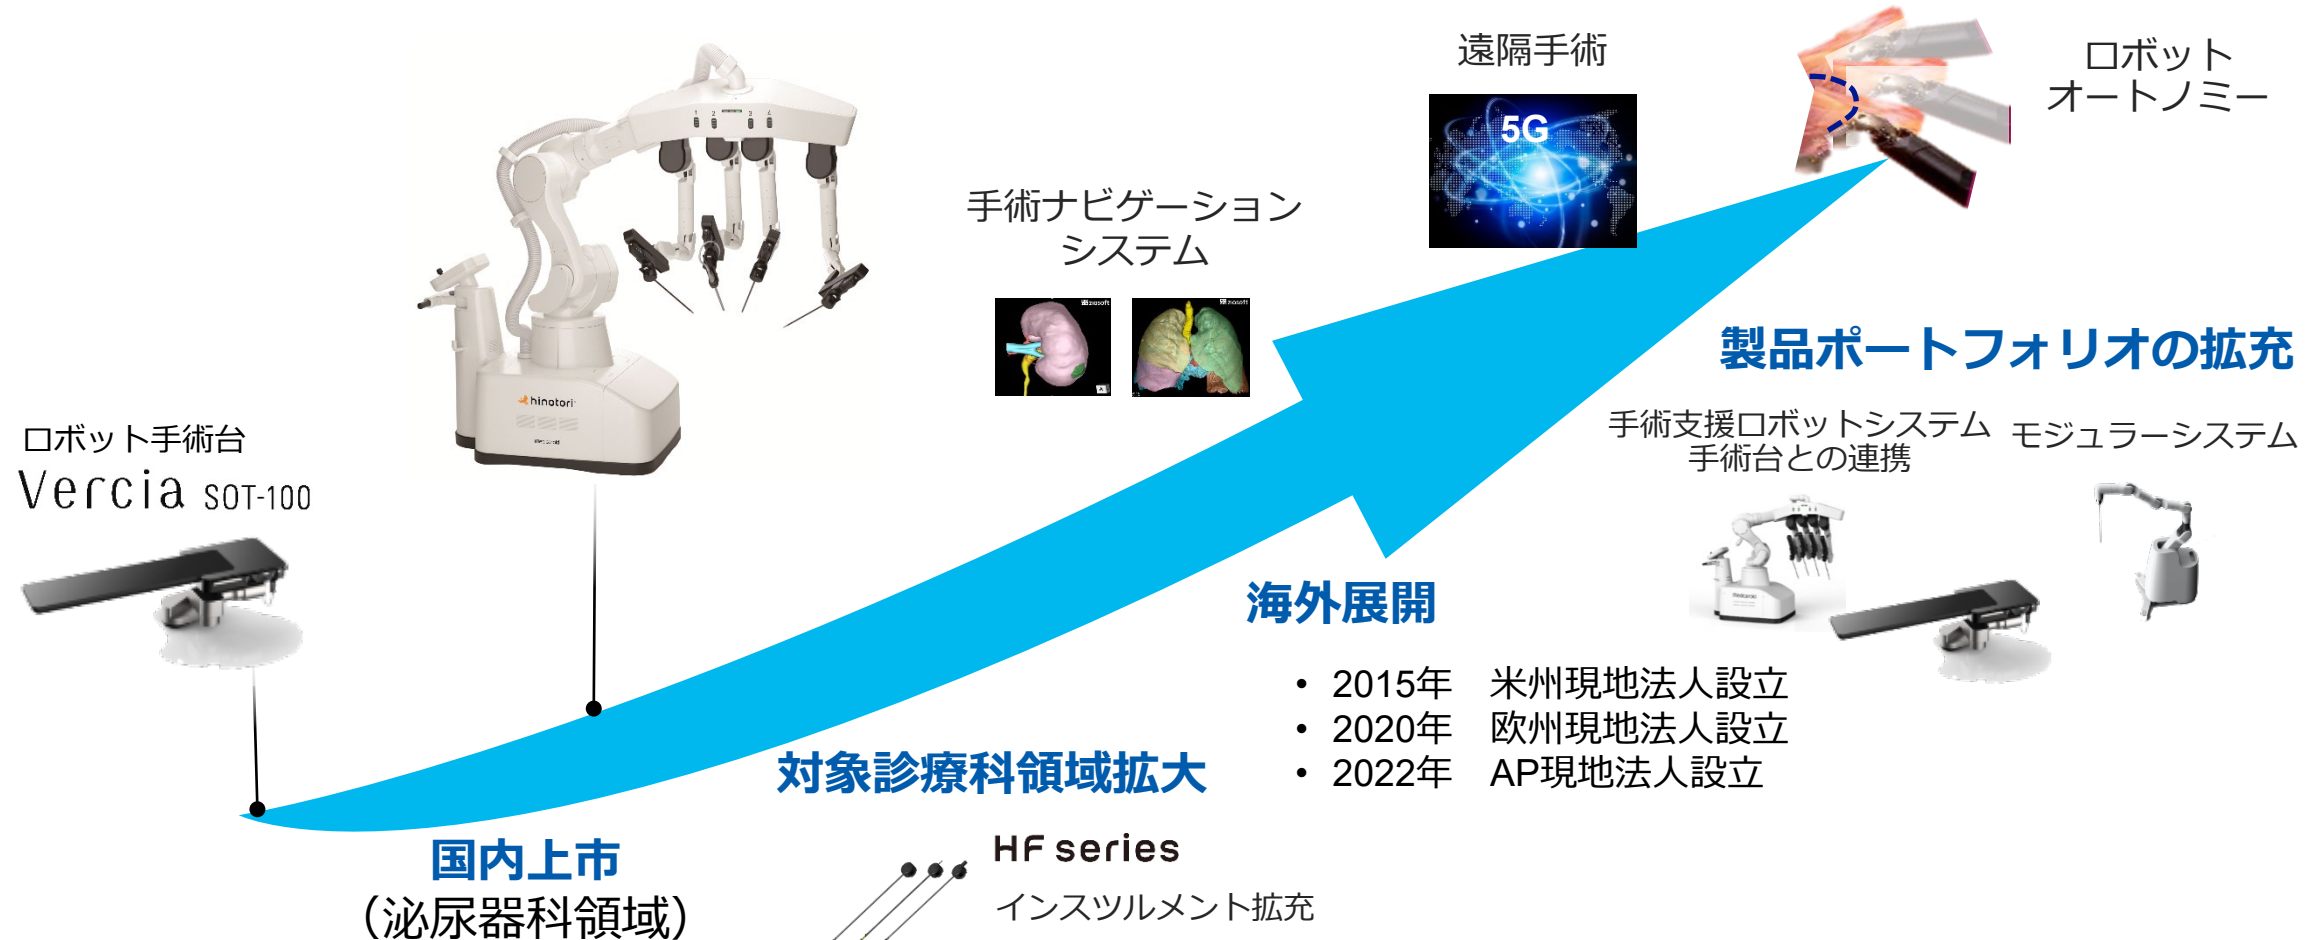 遠隔手術
5G
ロボット
オートノミー
手術ナビゲーション
システム
ziosoft
ziosoft
1 2 3 4
hinotori
製品ポートフォリオの拡充
手術支援ロボットシステム
手術台との連携
モジュラーシステム
ロボット手術台
Vercia SOT-100
海外展開
• 2015年 米州現地法人設立
• 2020年 欧州現地法人設立
• 2022年 AP現地法人設立
対象診療科領域拡大
HF series
インスツルメント拡充
国内上市
（泌尿器科領域）